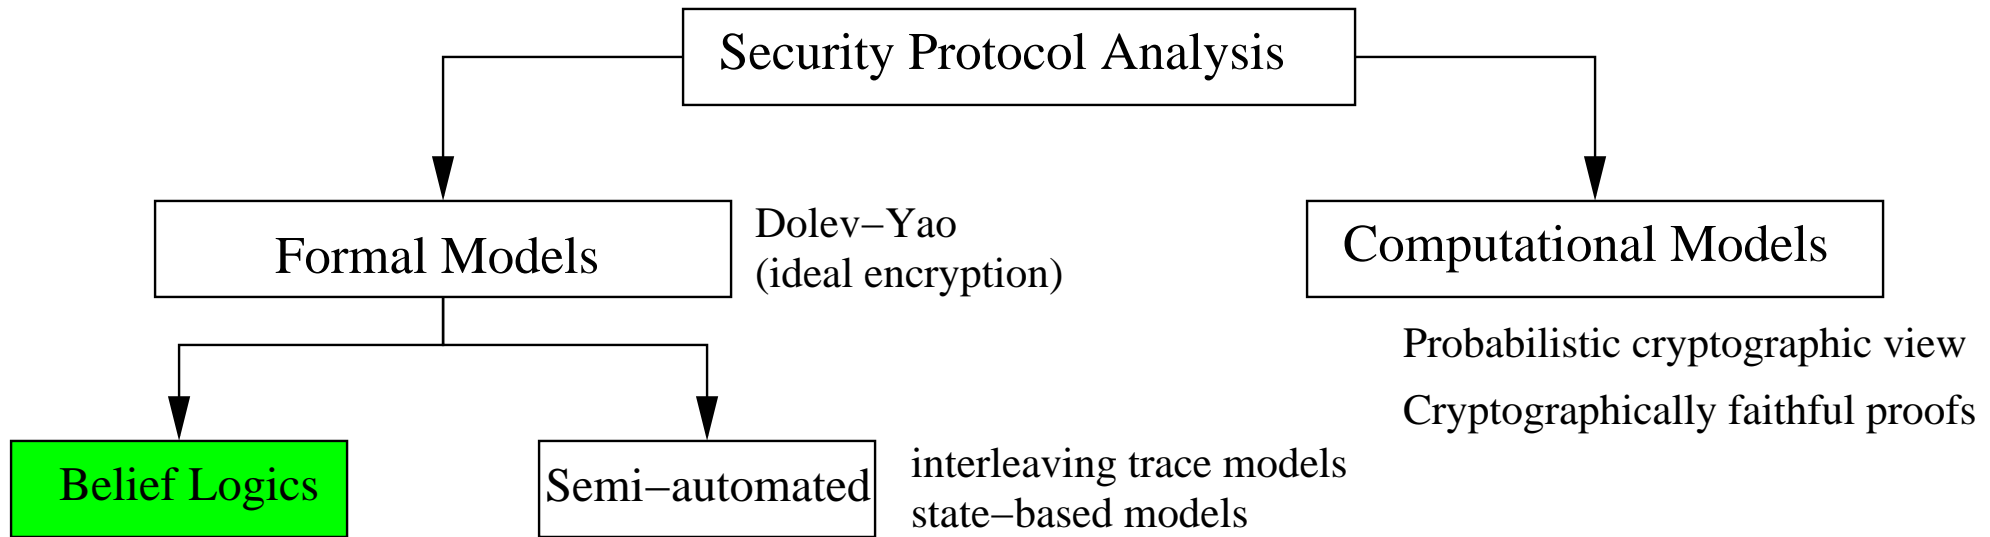 Security Protocol Analysis
Formal Models
Dolev−Yao
(ideal encryption)
Computational Models
Probabilistic cryptographic view
Cryptographically faithful proofs
Belief Logics
Semi−automated
interleaving trace models
state−based models